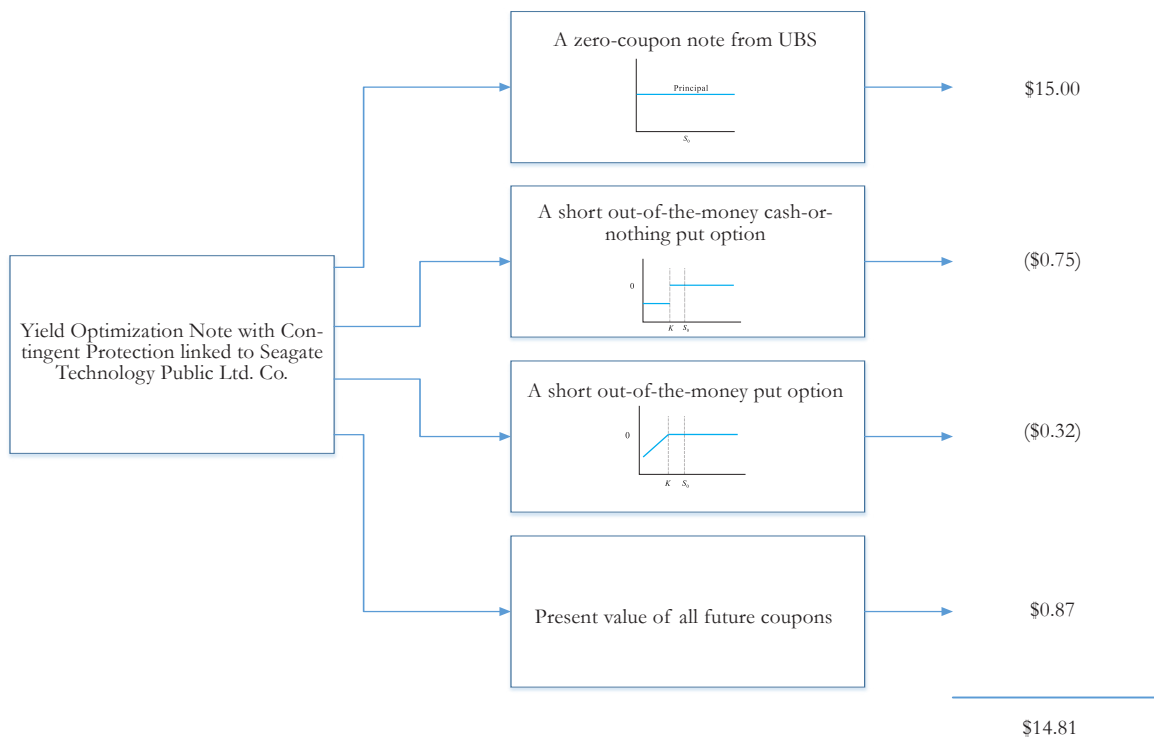 A zero-coupon note from UBS
Principal
S0
$15.00
A short out-of-the-money cash-or-
nothing put option
0
K
S0
($0.75)
Yield Optimization Note with Con-
tingent Protection linked to Seagate
Technology Public Ltd. Co.
A short out-of-the-money put option
0
K
S0
($0.32)
Present value of all future coupons
$0.87
$14.81